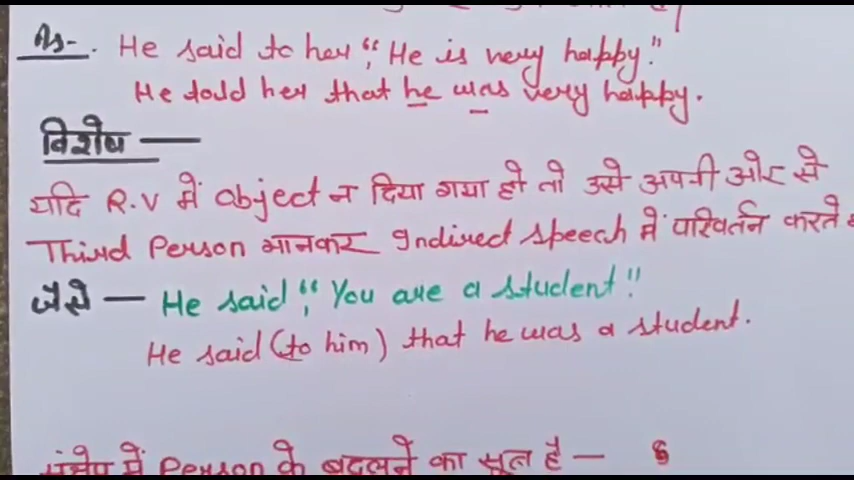 As-. He said to her, "He is very happy."
He told her that he was very happy.
विशेष —
यदि R.V में object न दिया गया हो तो उसे अपनी ओर से
Third Person मानकर Indirect speech में परिवर्तन करते
जैसे — He said, "You are a student."
He said (to him) that he was a student.
संक्षेप में Person के बदलने का सूत्र है —